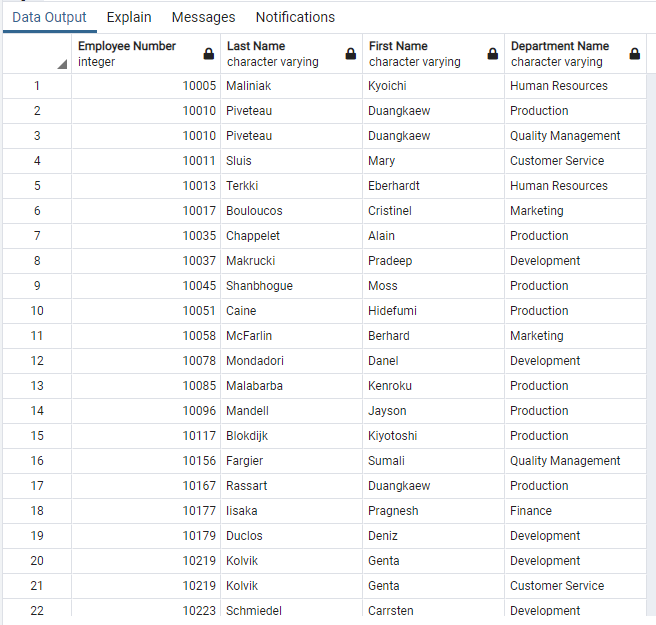 Data Output Explain Messages Notifications
Employee Number Last Name First Name Department Name
integer character varying character varying character varying
1 10005 Maliniak Kyoichi Human Resources
2 10010 Piveteau Duangkaew Production
3 10010 Piveteau Duangkaew Quality Management
4 10011 Sluis Mary Customer Service
5 10013 Terkki Eberhardt Human Resources
6 10017 Bouloucos Cristinel Marketing
7 10035 Chappelet Alain Production
8 10037 Makrucki Pradeep Development
9 10045 Shanbhogue Moss Production
10 10051 Caine Hidefumi Production
11 10058 McFarlin Berhard Marketing
12 10078 Mondadori Danel Development
13 10085 Malabarba Kenroku Production
14 10096 Mandell Jayson Production
15 10117 Blokdijk Kiyotoshi Production
16 10156 Fargier Sumali Quality Management
17 10167 Rassart Duangkaew Production
18 10177 Iisaka Pragnesh Finance
19 10179 Duclos Deniz Development
20 10219 Kolvik Genta Development
21 10219 Kolvik Genta Customer Service
22 10223 Schmiedel Carrsten Development